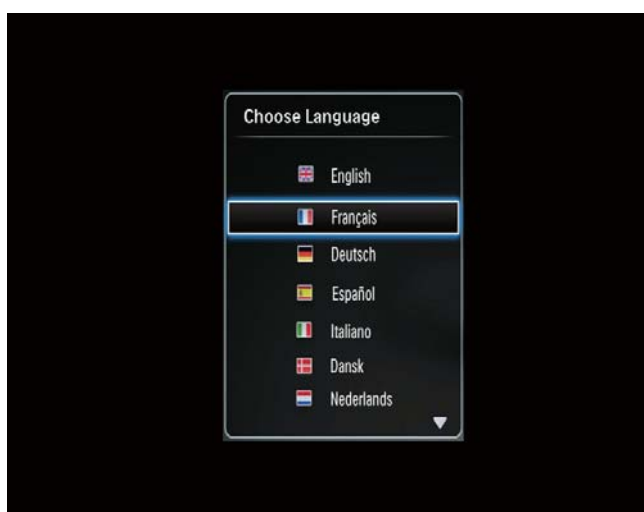 Choose Language
English
Français
Deutsch
Español
Italiano
Dansk
Nederlands